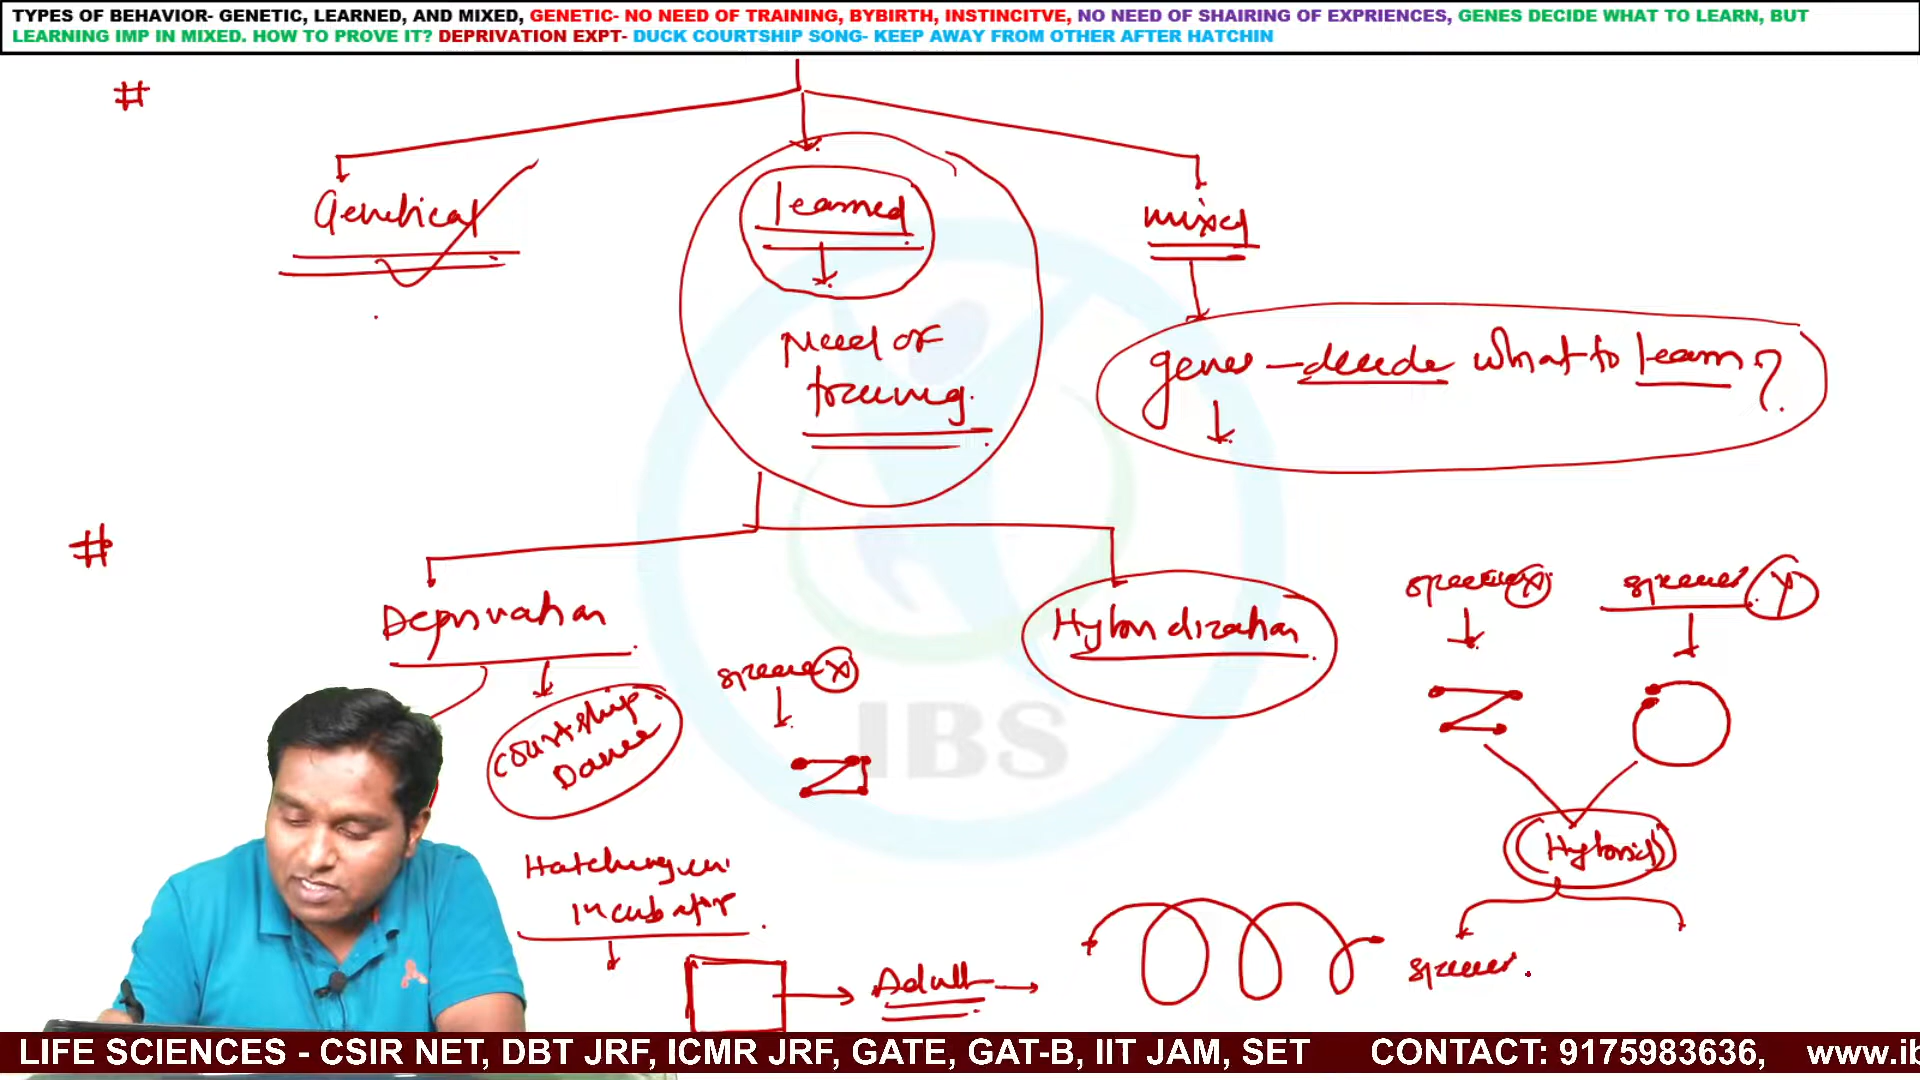 TYPES OF BEHAVIOR- GENETIC, LEARNED, AND MIXED, GENETIC- NO NEED OF TRAINING, BYBIRTH, INSTINCITVE, NO NEED OF SHAIRING OF EXPRIENCES, GENES DECIDE WHAT TO LEARN, BUT
LEARNING IMP IN MIXED. HOW TO PROVE IT? DEPRIVATION EXPT- DUCK COURTSHIP SONG- KEEP AWAY FROM OTHER AFTER HATCHIN
#
Genetical
learned
mixed
Need of
training.
genes – decide what to learn?
#
Deprivation
Hybridization
species X
species Y
species X
courtship
Dance
IBS
Hybrid
Hatching in
incubator
Adult
species
LIFE SCIENCES - CSIR NET, DBT JRF, ICMR JRF, GATE, GAT-B, IIT JAM, SET CONTACT: 9175983636, www.ib